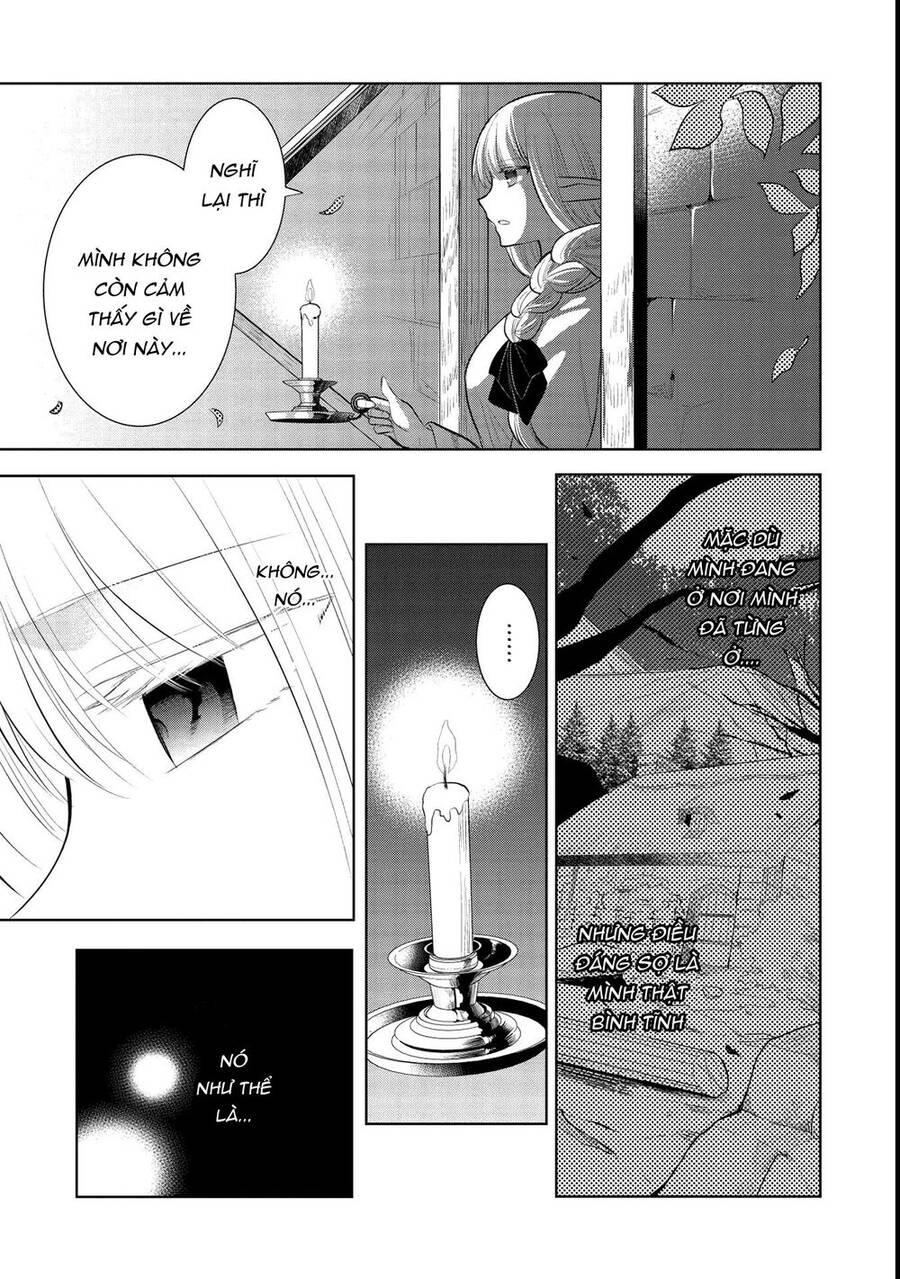 NGHĨ
LẠI THÌ
MÌNH KHÔNG
CÒN CẢM
THẤY GÌ VỀ
NƠI NÀY...
MẶC DÙ
MÌNH ĐANG
Ở NƠI MÌNH
ĐÃ TỪNG
Ở....
NHƯNG ĐIỀU
ĐÁNG SỢ LÀ
MÌNH THẬT
BÌNH TĨNH
........
KHÔNG...
NÓ...
NÓ
NHƯ THỂ
LÀ...